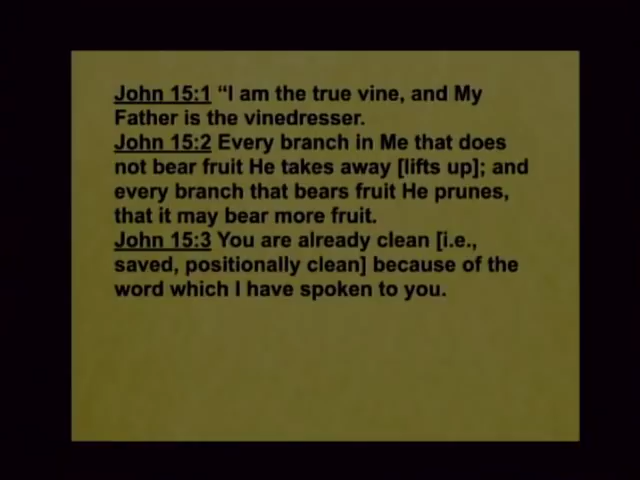 John 15:1 “I am the true vine, and My
Father is the vinedresser.
John 15:2 Every branch in Me that does
not bear fruit He takes away [lifts up]; and
every branch that bears fruit He prunes,
that it may bear more fruit.
John 15:3 You are already clean [i.e.,
saved, positionally clean] because of the
word which I have spoken to you.